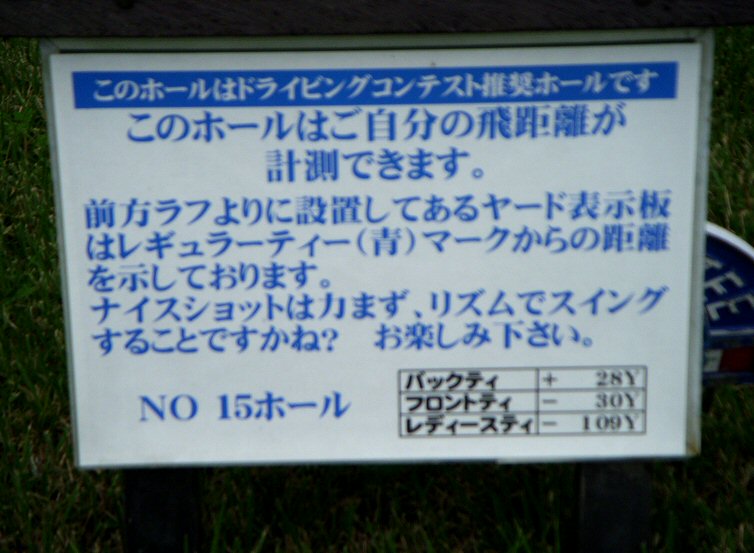 このホールはドライビングコンテスト推奨ホールです
このホールはご自分の飛距離が
計測できます。
前方ラフよりに設置してあるヤード表示板
はレギュラーティー(青)マークからの距離
を示しております。
ナイスショットは力まず、リズムでスイング
することですかね? お楽しみ下さい。
NO 15ホール
バックティ + 28Y
フロントティ - 30Y
レディースティ - 109Y
TEE